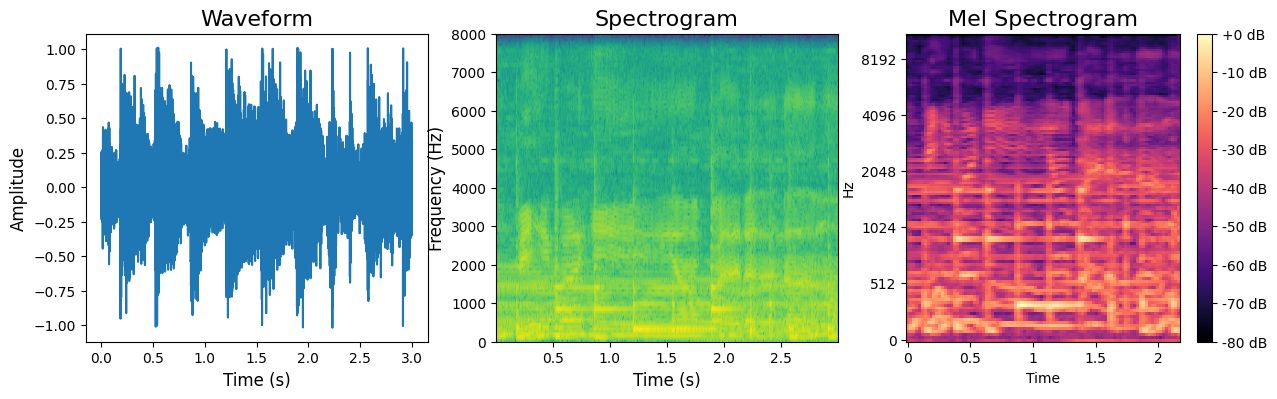 Waveform
Amplitude
1.00
0.75
0.50
0.25
0.00
-0.25
-0.50
-0.75
-1.00
0.0 0.5 1.0 1.5 2.0 2.5 3.0
Time (s)
Spectrogram
Frequency (Hz)
8000
7000
6000
5000
4000
3000
2000
1000
0
0.5 1.0 1.5 2.0 2.5
Time (s)
Mel Spectrogram
Hz
8192
4096
2048
1024
512
0
0 0.5 1 1.5 2
Time
+0 dB
-10 dB
-20 dB
-30 dB
-40 dB
-50 dB
-60 dB
-70 dB
-80 dB